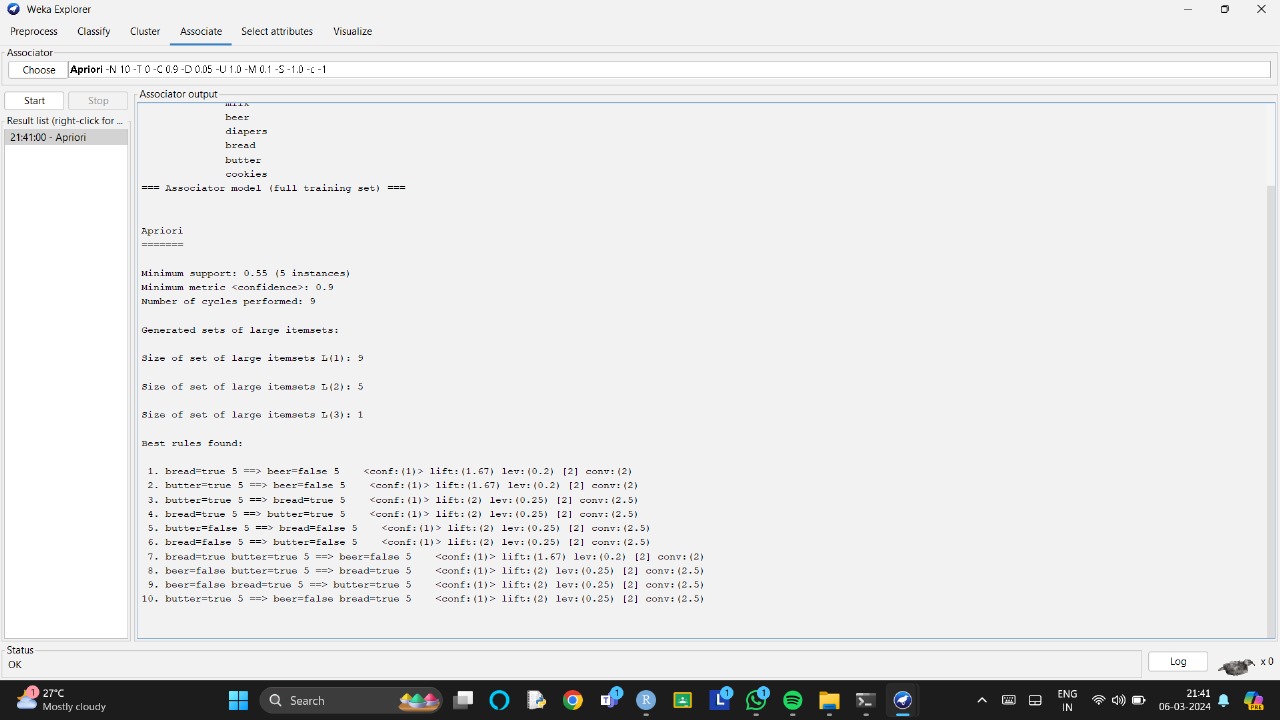 Weka Explorer
Preprocess Classify Cluster Associate Select attributes Visualize
Associator
Choose Apriori -N 10 -T 0 -C 0.9 -D 0.05 -U 1.0 -M 0.1 -S -1.0 -c -1
Start Stop
Result list (right-click for ...
21:41:00 - Apriori
Associator output
milk
beer
diapers
bread
butter
cookies
=== Associator model (full training set) ===
Apriori
=======
Minimum support: 0.55 (5 instances)
Minimum metric <confidence>: 0.9
Number of cycles performed: 9
Generated sets of large itemsets:
Size of set of large itemsets L(1): 9
Size of set of large itemsets L(2): 5
Size of set of large itemsets L(3): 1
Best rules found:
1. bread=true 5 ==> beer=false 5 <conf:(1)> lift:(1.67) lev:(0.2) [2] conv:(2)
2. butter=true 5 ==> beer=false 5 <conf:(1)> lift:(1.67) lev:(0.2) [2] conv:(2)
3. butter=true 5 ==> bread=true 5 <conf:(1)> lift:(2) lev:(0.25) [2] conv:(2.5)
4. bread=true 5 ==> butter=true 5 <conf:(1)> lift:(2) lev:(0.25) [2] conv:(2.5)
5. butter=false 5 ==> bread=false 5 <conf:(1)> lift:(2) lev:(0.25) [2] conv:(2.5)
6. bread=false 5 ==> butter=false 5 <conf:(1)> lift:(2) lev:(0.25) [2] conv:(2.5)
7. bread=true butter=true 5 ==> beer=false 5 <conf:(1)> lift:(1.67) lev:(0.2) [2] conv:(2)
8. beer=false butter=true 5 ==> bread=true 5 <conf:(1)> lift:(2) lev:(0.25) [2] conv:(2.5)
9. beer=false bread=true 5 ==> butter=true 5 <conf:(1)> lift:(2) lev:(0.25) [2] conv:(2.5)
10. butter=true 5 ==> beer=false bread=true 5 <conf:(1)> lift:(2) lev:(0.25) [2] conv:(2.5)
Status
OK
Log
x 0
1
27°C
Mostly cloudy
Search
1
R
L
1
1
ENG
IN
21:41
06-03-2024
PRE